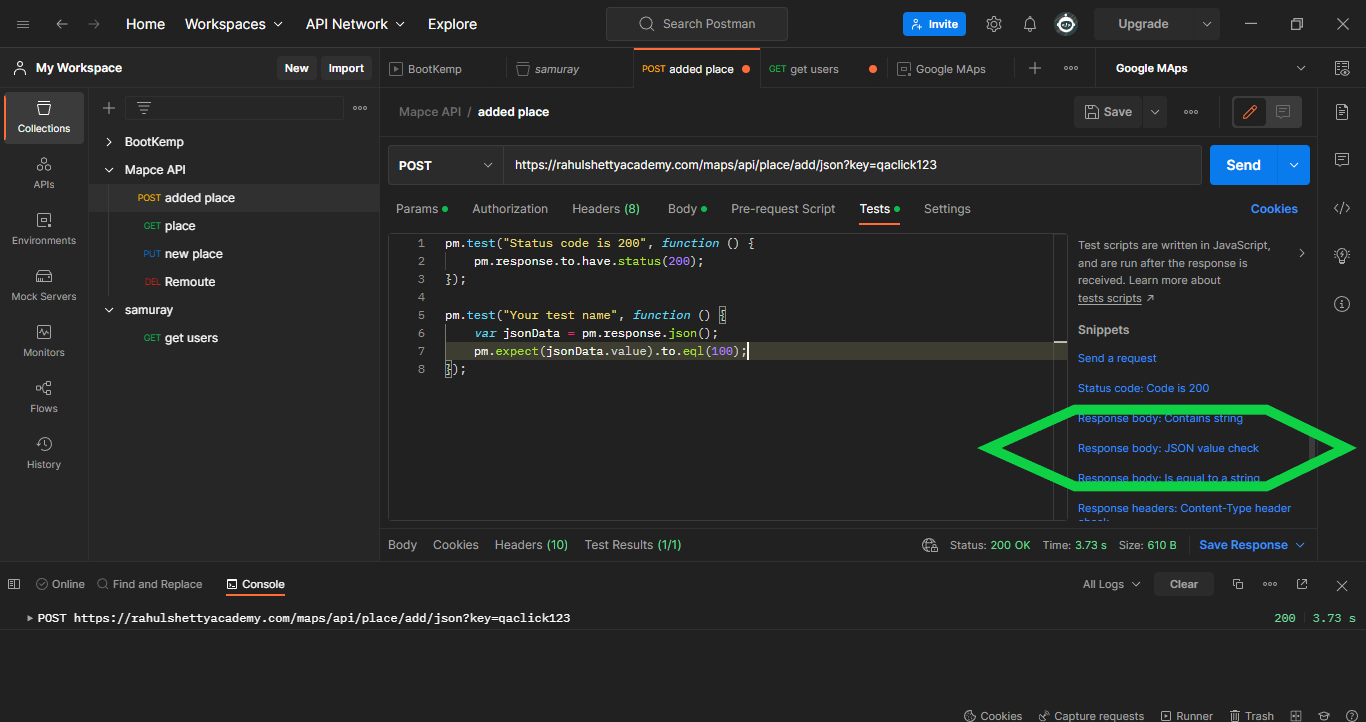 Home Workspaces API Network Explore Search Postman Invite Upgrade
My Workspace New Import BootKemp samuray POST added place GET get users Google MAps Google MAps
Collections
APIs
Environments
Mock Servers
Monitors
Flows
History
BootKemp
Mapce API
POST added place
GET place
PUT new place
DEL Remoute
samuray
GET get users
Mapce API / added place Save
POST https://rahulshettyacademy.com/maps/api/place/add/json?key=qaclick123 Send
Params Authorization Headers (8) Body Pre-request Script Tests Settings Cookies
1 pm.test("Status code is 200", function () {
2 pm.response.to.have.status(200);
3 });
4
5 pm.test("Your test name", function () {
6 var jsonData = pm.response.json();
7 pm.expect(jsonData.value).to.eql(100);
8 });
Test scripts are written in JavaScript,
and are run after the response is
received. Learn more about
tests scripts ↗
Snippets
Send a request
Status code: Code is 200
Response body: Contains string
Response body: JSON value check
Response body: Is equal to a string
Response headers: Content-Type header
check
Body Cookies Headers (10) Test Results (1/1) Status: 200 OK Time: 3.73 s Size: 610 B Save Response
Online Find and Replace Console All Logs Clear
POST https://rahulshettyacademy.com/maps/api/place/add/json?key=qaclick123 200 3.73 s
Cookies Capture requests Runner Trash